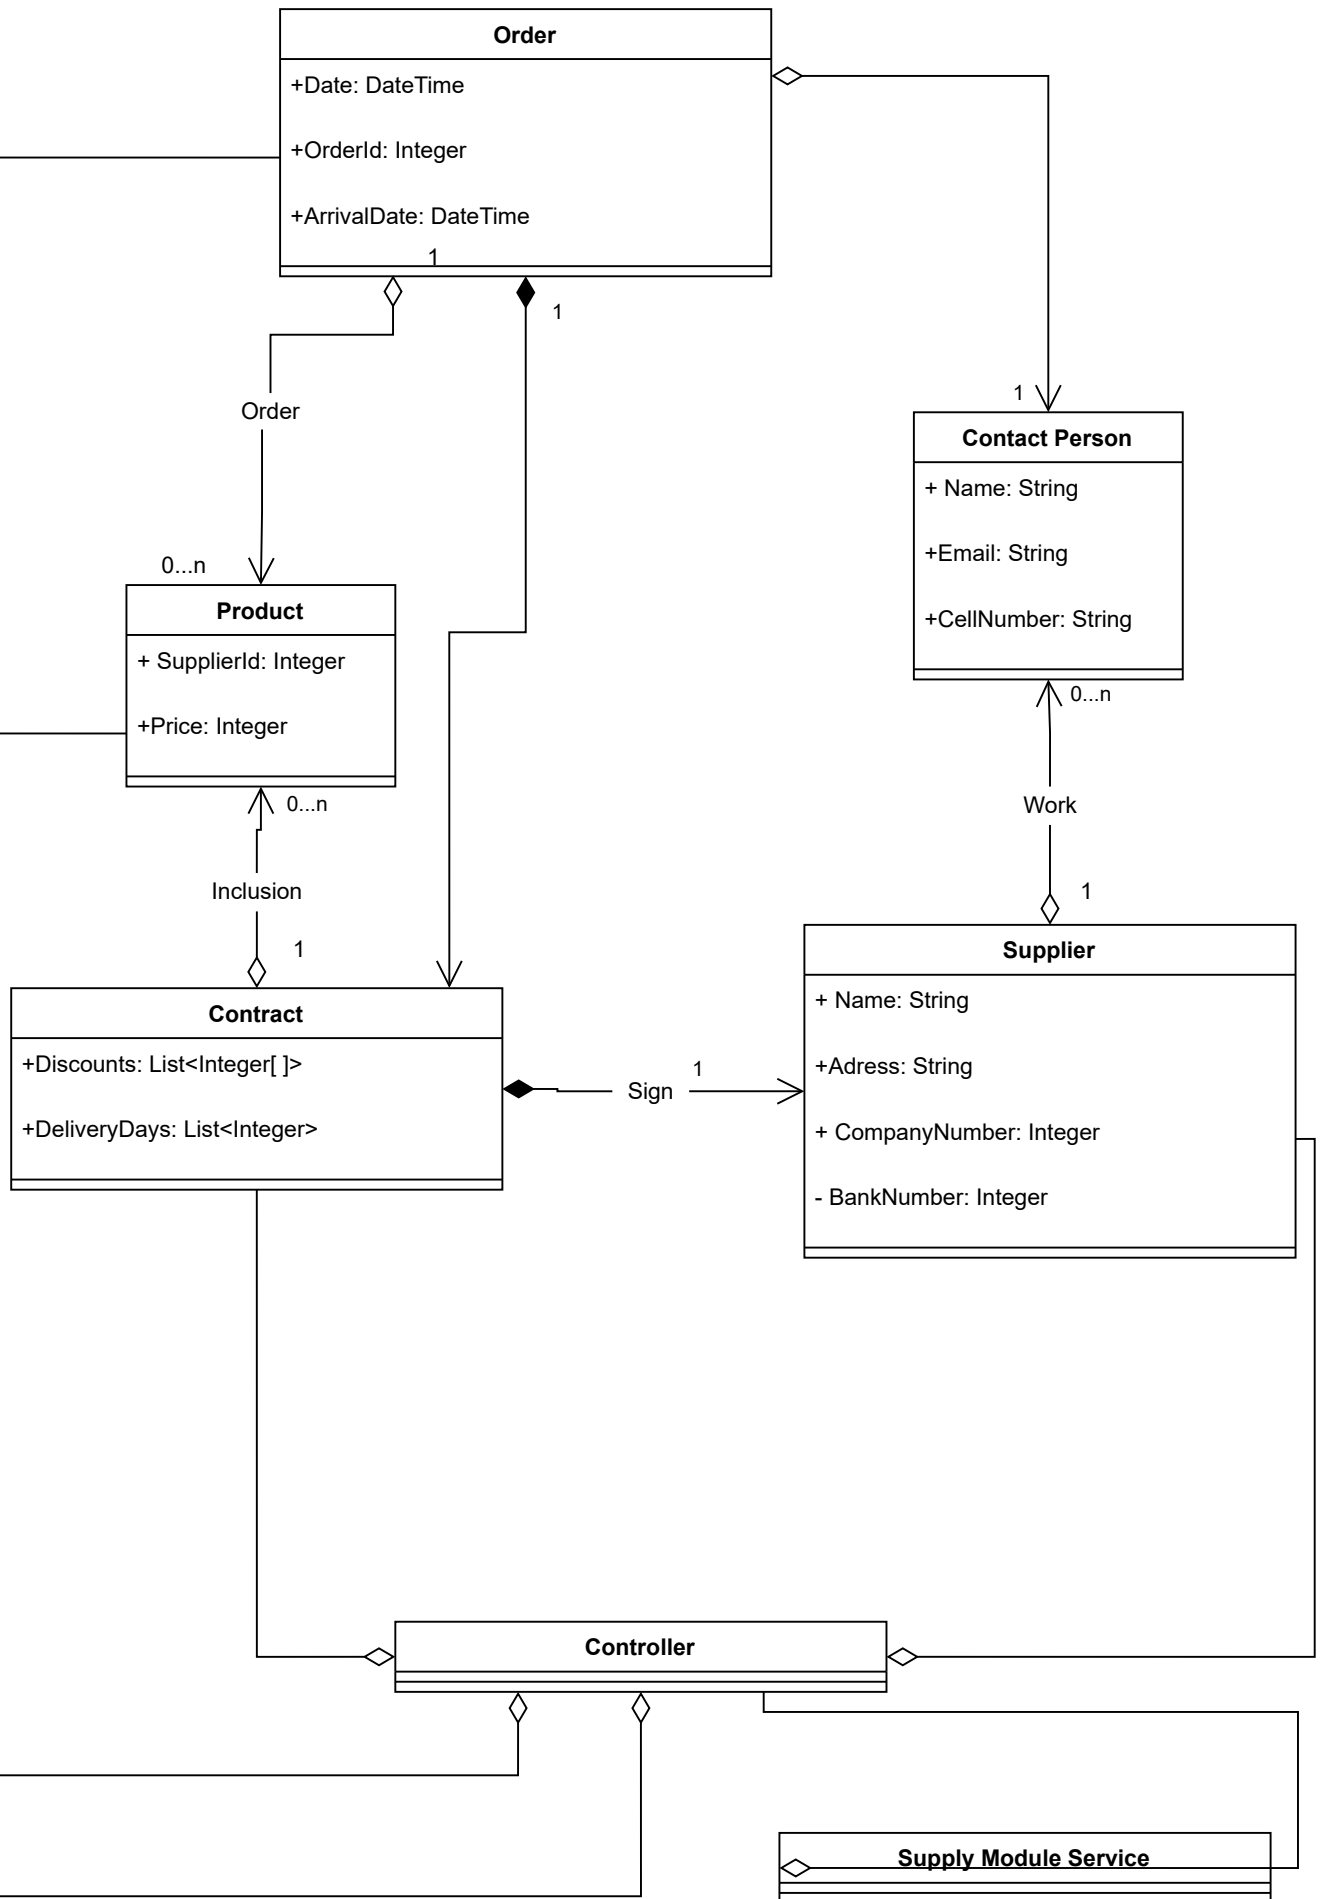 Order
+Date: DateTime
+OrderId: Integer
+ArrivalDate: DateTime
1
1
Order
1
Contact Person
+ Name: String
+Email: String
+CellNumber: String
0...n
0...n
Product
+ SupplierId: Integer
+Price: Integer
0...n
Work
Inclusion
1
1
Supplier
+ Name: String
+Adress: String
+ CompanyNumber: Integer
- BankNumber: Integer
Contract
+Discounts: List<Integer[ ]>
+DeliveryDays: List<Integer>
Sign
1
Controller
Supply Module Service